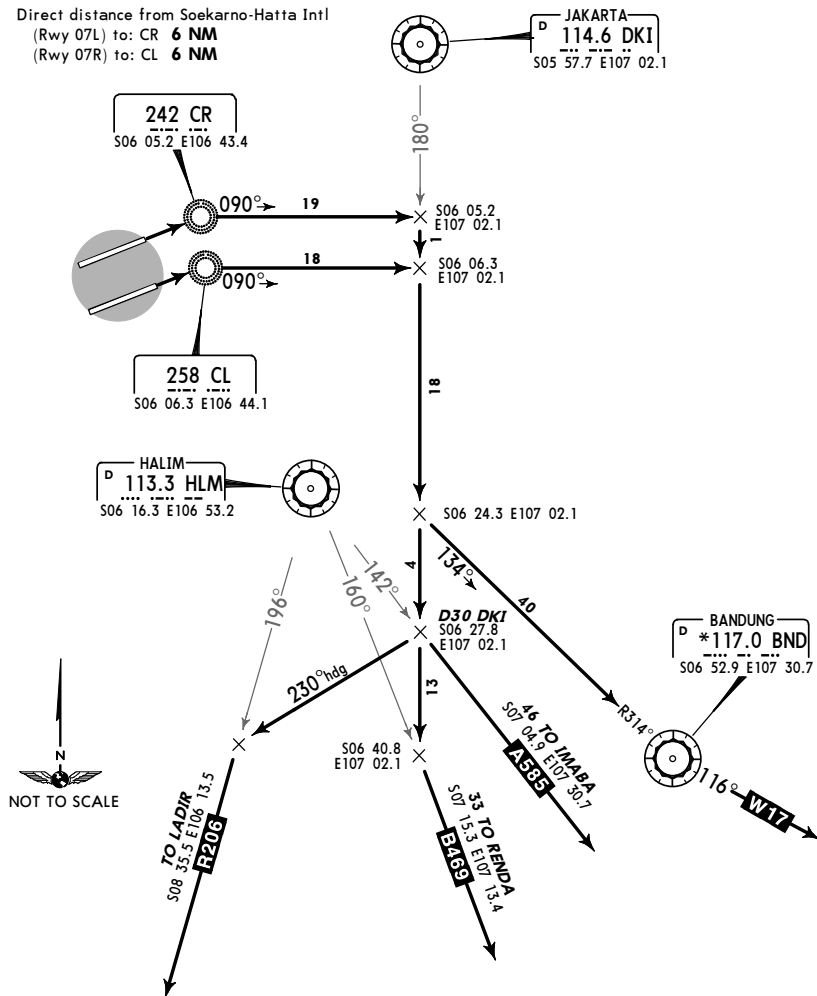 Direct distance from Soekarno-Hatta Intl
(Rwy 07L) to: CR 6 NM
(Rwy 07R) to: CL 6 NM
JAKARTA
D 114.6 DKI
S05 57.7 E107 02.1
242 CR
S06 05.2 E106 43.4
180°
090°
19
S06 05.2
E107 02.1
1
18
090°
S06 06.3
E107 02.1
258 CL
S06 06.3 E106 44.1
18
HALIM
D 113.3 HLM
S06 16.3 E106 53.2
S06 24.3 E107 02.1
4
134°
40
142°
160°
196°
D30 DKI
S06 27.8
E107 02.1
BANDUNG
D *117.0 BND
S06 52.9 E107 30.7
230°hdg
13
R314°
46 TO IMABA
S07 04.9 E107 30.7
A585
S06 40.8
E107 02.1
116°
W17
N
NOT TO SCALE
TO LADIR
S08 35.5 E106 13.5
R206
33 TO RENDA
S07 15.3 E107 13.4
B469